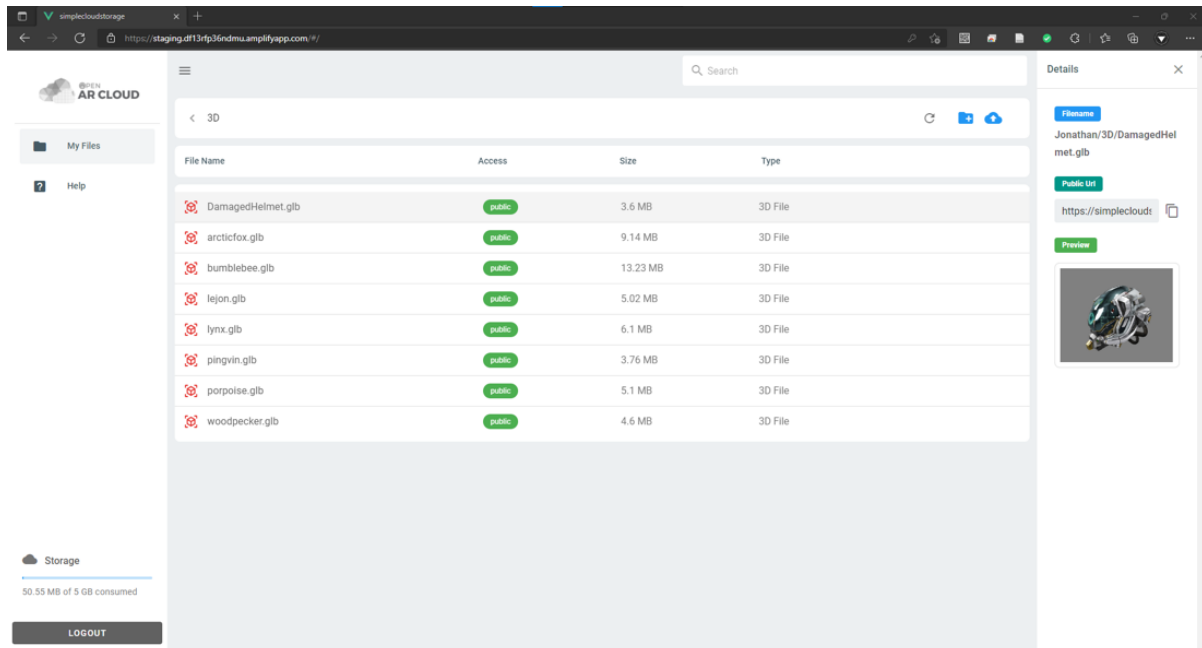 simplecloudstorage
https://staging.df13rfp36ndmu.amplifyapp.com/#/
OPEN
AR CLOUD
My Files
Help
Storage
50.55 MB of 5 GB consumed
LOGOUT
Search
3D
File Name Access Size Type
DamagedHelmet.glb public 3.6 MB 3D File
arcticfox.glb public 9.14 MB 3D File
bumblebee.glb public 13.23 MB 3D File
lejon.glb public 5.02 MB 3D File
lynx.glb public 6.1 MB 3D File
pingvin.glb public 3.76 MB 3D File
porpoise.glb public 5.1 MB 3D File
woodpecker.glb public 4.6 MB 3D File
Details
Filename
Jonathan/3D/DamagedHel
met.glb
Public Url
https://simpleclouds
Preview